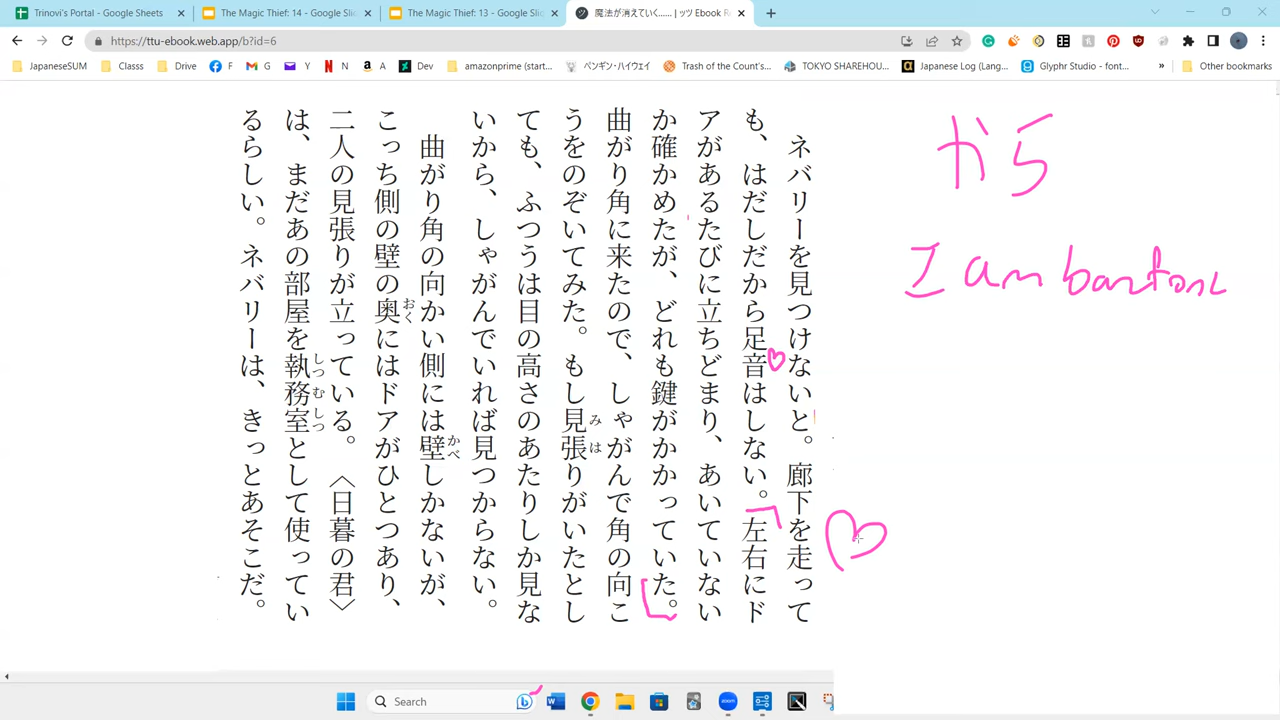 Trinovi's Portal - Google Sheets
The Magic Thief: 14 - Google Slid
The Magic Thief: 13 - Google Slid
魔法が消えていく…… | ッツ Ebook Re
https://ttu-ebook.web.app/b?id=6
JapaneseSUM
Classs
Drive
F
G
Y
N
A
Dev
amazonprime (start...
ペンギン・ハイウェイ
Trash of the Count's...
TOKYO SHAREHOU...
Japanese Log (Lang...
Glyphr Studio - font...
Other bookmarks
ネバリーを見つけないと。廊下を走って
も、はだしだから足音はしない。左右にド
アがあるたびに立ちどまり、あいていない
か確かめたが、どれも鍵がかかっていた。
曲がり角に来たので、しゃがんで角の向こ
うをのぞいてみた。もし見張りがいたとし
ても、ふつうは目の高さのあたりしか見な
いから、しゃがんでいれば見つからない。
曲がり角の向かい側には壁しかないが、
こっち側の壁の奥にはドアがひとつあり、
二人の見張りが立っている。〈日暮の君〉
は、まだあの部屋を執務室として使ってい
るらしい。ネバリーは、きっとあそこだ。
みは
かべ
おく
しつむしつ
から
I am
Search